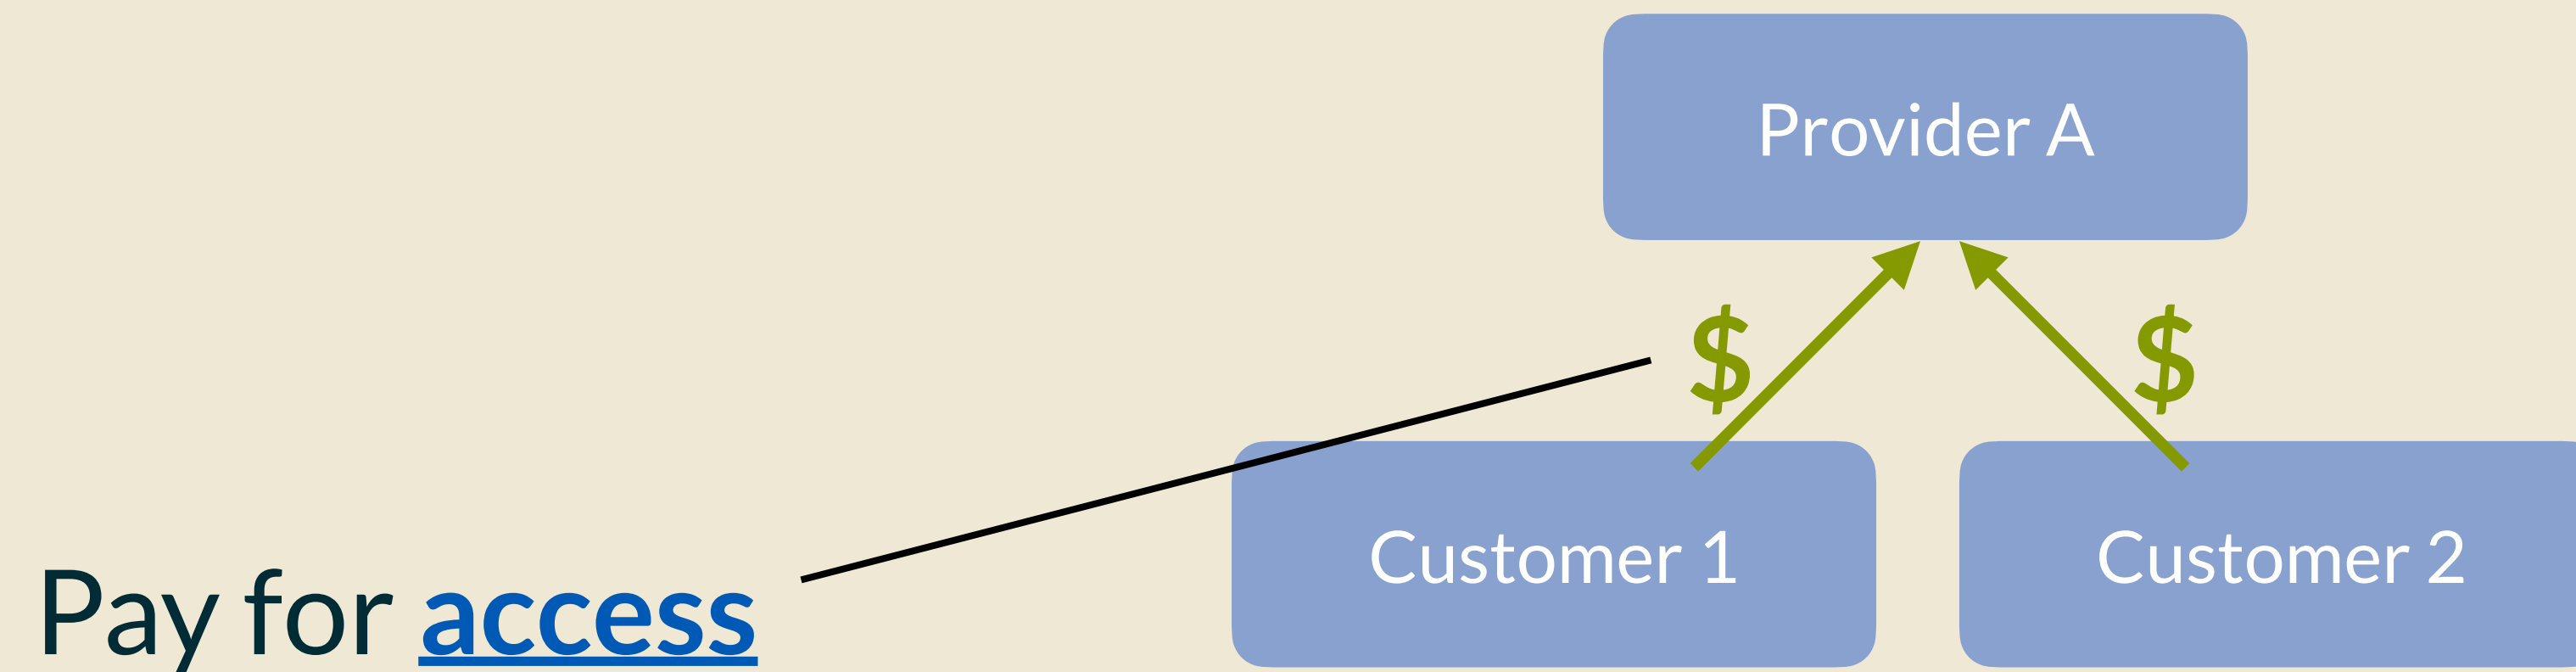 Provider A
$ $
Customer 1 Customer 2
Pay for access